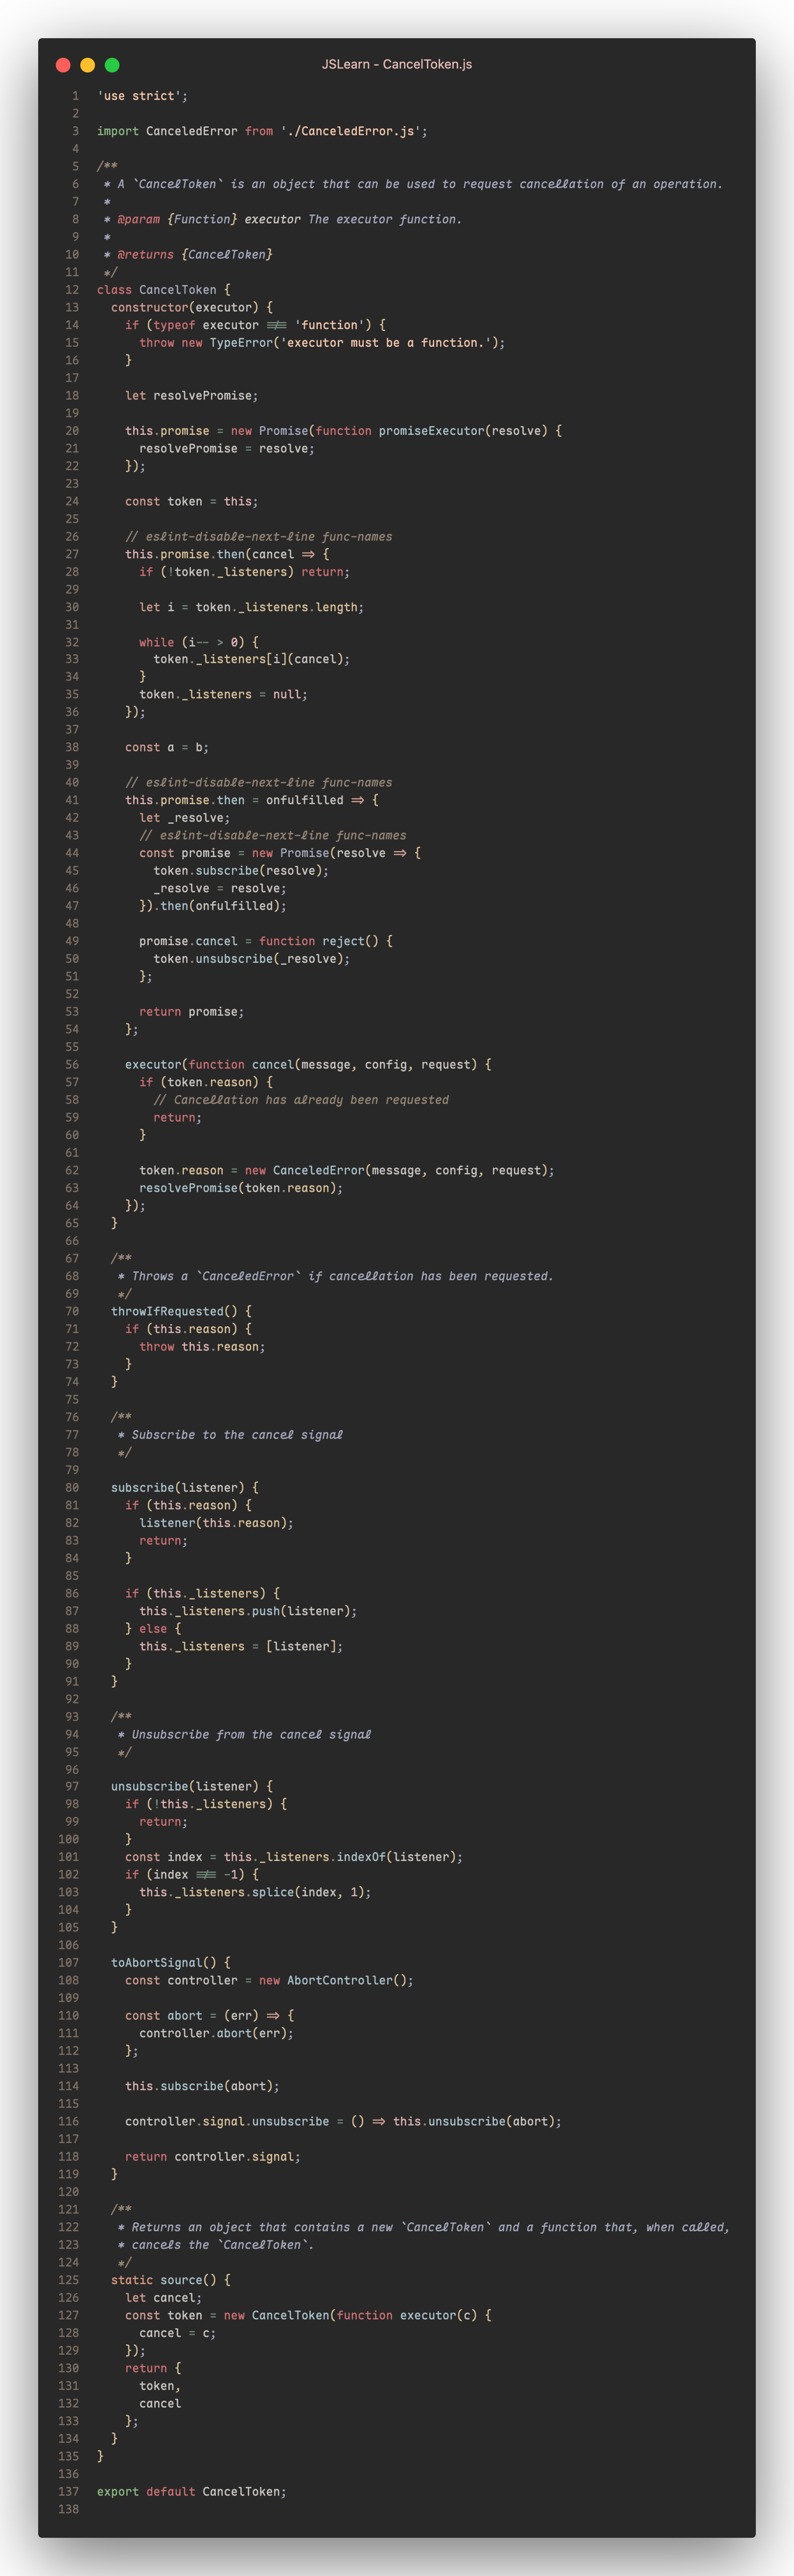 JSLearn - CancelToken.js
1 'use strict';
2
3 import CanceledError from './CanceledError.js';
4
5 /**
6  * A `CancelToken` is an object that can be used to request cancellation of an operation.
7  *
8  * @param {Function} executor The executor function.
9  *
10  * @returns {CancelToken}
11  */
12 class CancelToken {
13   constructor(executor) {
14     if (typeof executor !== 'function') {
15       throw new TypeError('executor must be a function.');
16     }
17
18     let resolvePromise;
19
20     this.promise = new Promise(function promiseExecutor(resolve) {
21       resolvePromise = resolve;
22     });
23
24     const token = this;
25
26     // eslint-disable-next-line func-names
27     this.promise.then(cancel => {
28       if (!token._listeners) return;
29
30       let i = token._listeners.length;
31
32       while (i-- > 0) {
33         token._listeners[i](cancel);
34       }
35       token._listeners = null;
36     });
37
38     const a = b;
39
40     // eslint-disable-next-line func-names
41     this.promise.then = onfulfilled => {
42       let _resolve;
43       // eslint-disable-next-line func-names
44       const promise = new Promise(resolve => {
45         token.subscribe(resolve);
46         _resolve = resolve;
47       }).then(onfulfilled);
48
49       promise.cancel = function reject() {
50         token.unsubscribe(_resolve);
51       };
52
53       return promise;
54     };
55
56     executor(function cancel(message, config, request) {
57       if (token.reason) {
58         // Cancellation has already been requested
59         return;
60       }
61
62       token.reason = new CanceledError(message, config, request);
63       resolvePromise(token.reason);
64     });
65   }
66
67   /**
68    * Throws a `CanceledError` if cancellation has been requested.
69    */
70   throwIfRequested() {
71     if (this.reason) {
72       throw this.reason;
73     }
74   }
75
76   /**
77    * Subscribe to the cancel signal
78    */
79
80   subscribe(listener) {
81     if (this.reason) {
82       listener(this.reason);
83       return;
84     }
85
86     if (this._listeners) {
87       this._listeners.push(listener);
88     } else {
89       this._listeners = [listener];
90     }
91   }
92
93   /**
94    * Unsubscribe from the cancel signal
95    */
96
97   unsubscribe(listener) {
98     if (!this._listeners) {
99       return;
100     }
101     const index = this._listeners.indexOf(listener);
102     if (index !== -1) {
103       this._listeners.splice(index, 1);
104     }
105   }
106
107   toAbortSignal() {
108     const controller = new AbortController();
109
110     const abort = (err) => {
111       controller.abort(err);
112     };
113
114     this.subscribe(abort);
115
116     controller.signal.unsubscribe = () => this.unsubscribe(abort);
117
118     return controller.signal;
119   }
120
121   /**
122    * Returns an object that contains a new `CancelToken` and a function that, when called,
123    * cancels the `CancelToken`.
124    */
125   static source() {
126     let cancel;
127     const token = new CancelToken(function executor(c) {
128       cancel = c;
129     });
130     return {
131       token,
132       cancel
133     };
134   }
135 }
136
137 export default CancelToken;
138